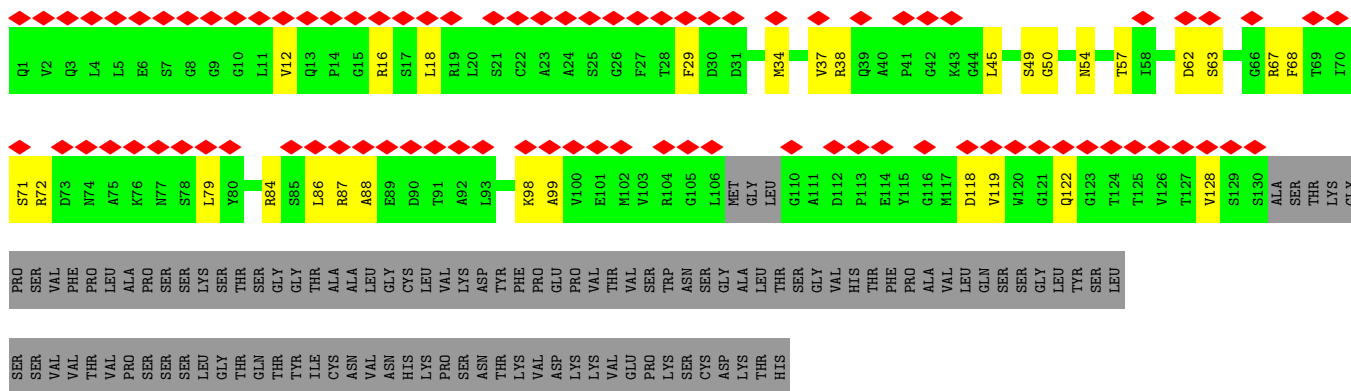 Q1 V2 Q3 L4 L5 E6 S7 G8 G9 G10 L11 V12 Q13 P14 G15 R16 S17 L18 R19 L20 S21 C22 A23 A24 S25 G26 F27 T28 F29 D30 D31 M34 V37 R38 Q39 A40 P41 G42 K43 G44 L45 S49 G50 N54 T57 I58 D62 S63 G66 R67 F68 T69 I70
S71 R72 D73 N74 A75 K76 N77 S78 L79 Y80 R84 S85 L86 R87 A88 E89 D90 T91 A92 L93 K98 A99 V100 E101 M102 V103 R104 G105 L106 MET GLY LEU G110 A111 D112 P113 E114 Y115 G116 M117 D118 V119 W120 G121 Q122 G123 T124 T125 V126 T127 V128 S129 S130 ALA SER THR LYS GLY
PRO SER VAL PHE PRO LEU ALA PRO SER SER LYS SER THR SER GLY GLY THR ALA ALA LEU GLY CYS LEU VAL LYS ASP TYR PHE PRO GLU PRO VAL THR VAL SER TRP ASN SER GLY ALA LEU THR SER GLY VAL HIS THR PHE PRO ALA VAL LEU GLN SER SER GLY LEU TYR SER LEU
SER SER VAL VAL THR VAL PRO SER SER SER LEU GLY THR GLN THR TYR ILE CYS ASN VAL ASN HIS LYS PRO SER ASN THR LYS VAL ASP LYS LYS VAL GLU PRO LYS SER CYS ASP LYS THR HIS